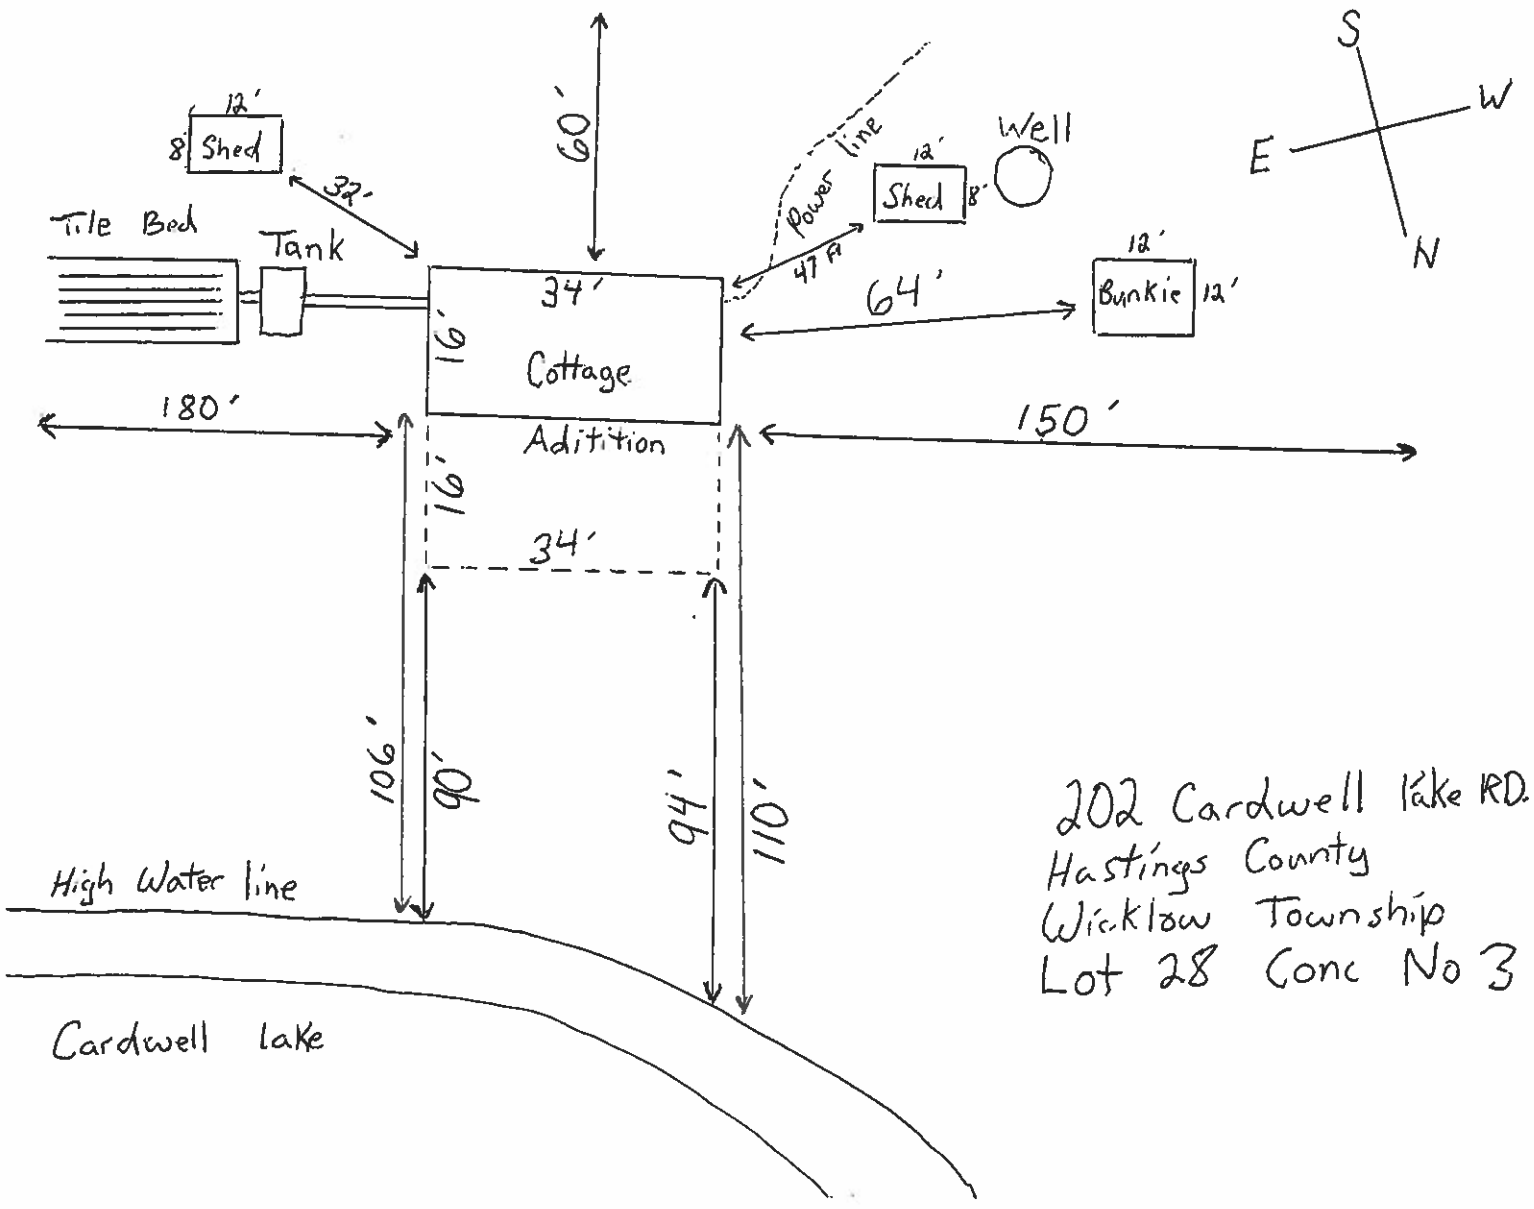 S
W
E
N
60'
12'
8'
Shed
32'
Power line
12'
Shed
8'
Well
47 ft
Tile Bed
Tank
34'
16'
Cottage
64'
12'
Bunkie
12'
180'
150'
Aditition
16'
34'
106'
90'
94'
110'
High Water line
Cardwell lake
202 Cardwell lake RD.
Hastings County
Wicklow Township
Lot 28 Conc No 3